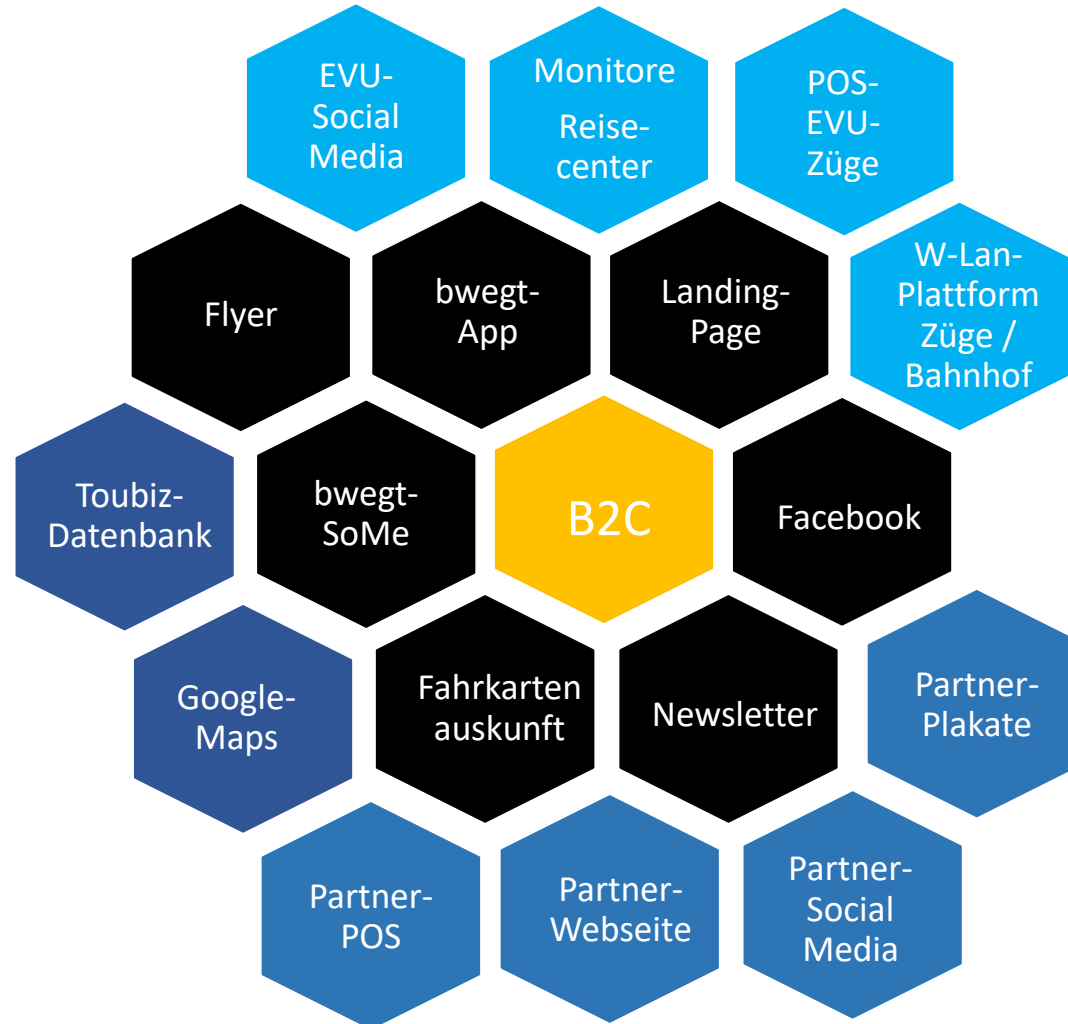 EVU-
Social
Media
Monitore
Reise-
center
POS-
EVU-
Züge
Flyer
bwegt-
App
Landing-
Page
W-Lan-
Plattform
Züge /
Bahnhof
Toubiz-
Datenbank
bwegt-
SoMe
B2C
Facebook
Google-
Maps
Fahrkarten
auskunft
Newsletter
Partner-
Plakate
Partner-
POS
Partner-
Webseite
Partner-
Social
Media